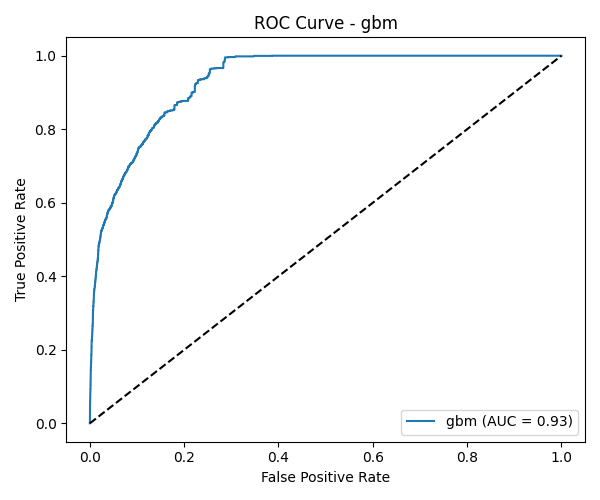 ROC Curve - gbm
True Positive Rate
1.0
0.8
0.6
0.4
0.2
0.0
0.0 0.2 0.4 0.6 0.8 1.0
False Positive Rate
gbm (AUC = 0.93)